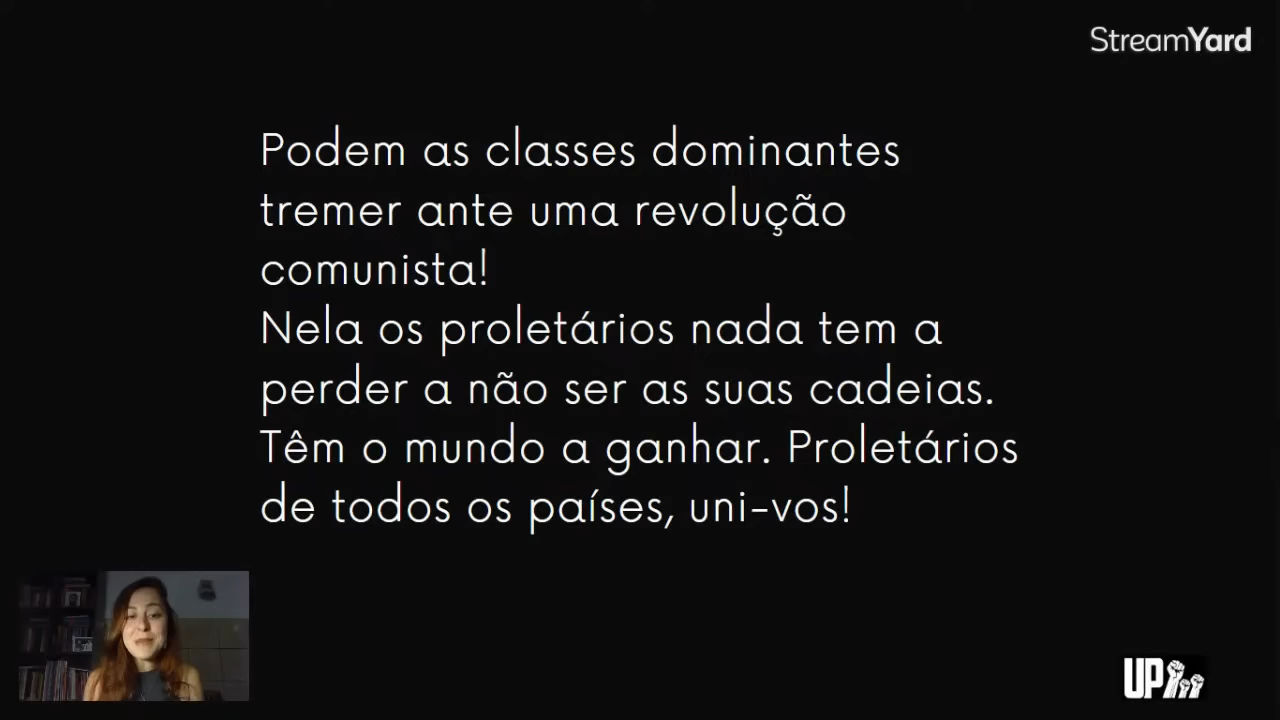 StreamYard
Podem as classes dominantes
tremer ante uma revolução
comunista!
Nela os proletários nada tem a
perder a não ser as suas cadeias.
Têm o mundo a ganhar. Proletários
de todos os países, uni-vos!
UP